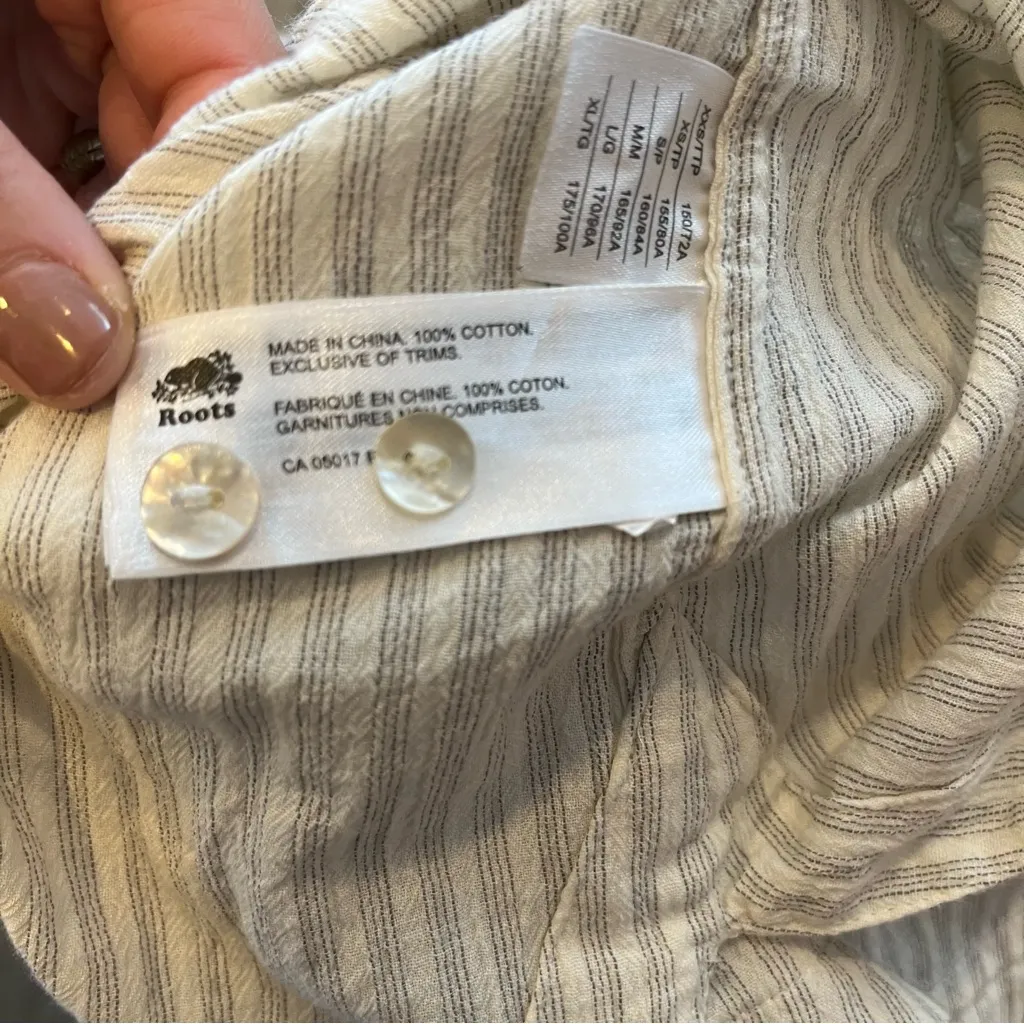 Roots
MADE IN CHINA. 100% COTTON.
EXCLUSIVE OF TRIMS.
FABRIQUÉ EN CHINE. 100% COTON.
GARNITURES NON COMPRISES.
CA 05017
XXS/TTP 150/72A
XS/TP 155/80A
S/P 160/84A
M/M 165/92A
L/G 170/96A
XL/TG 175/100A